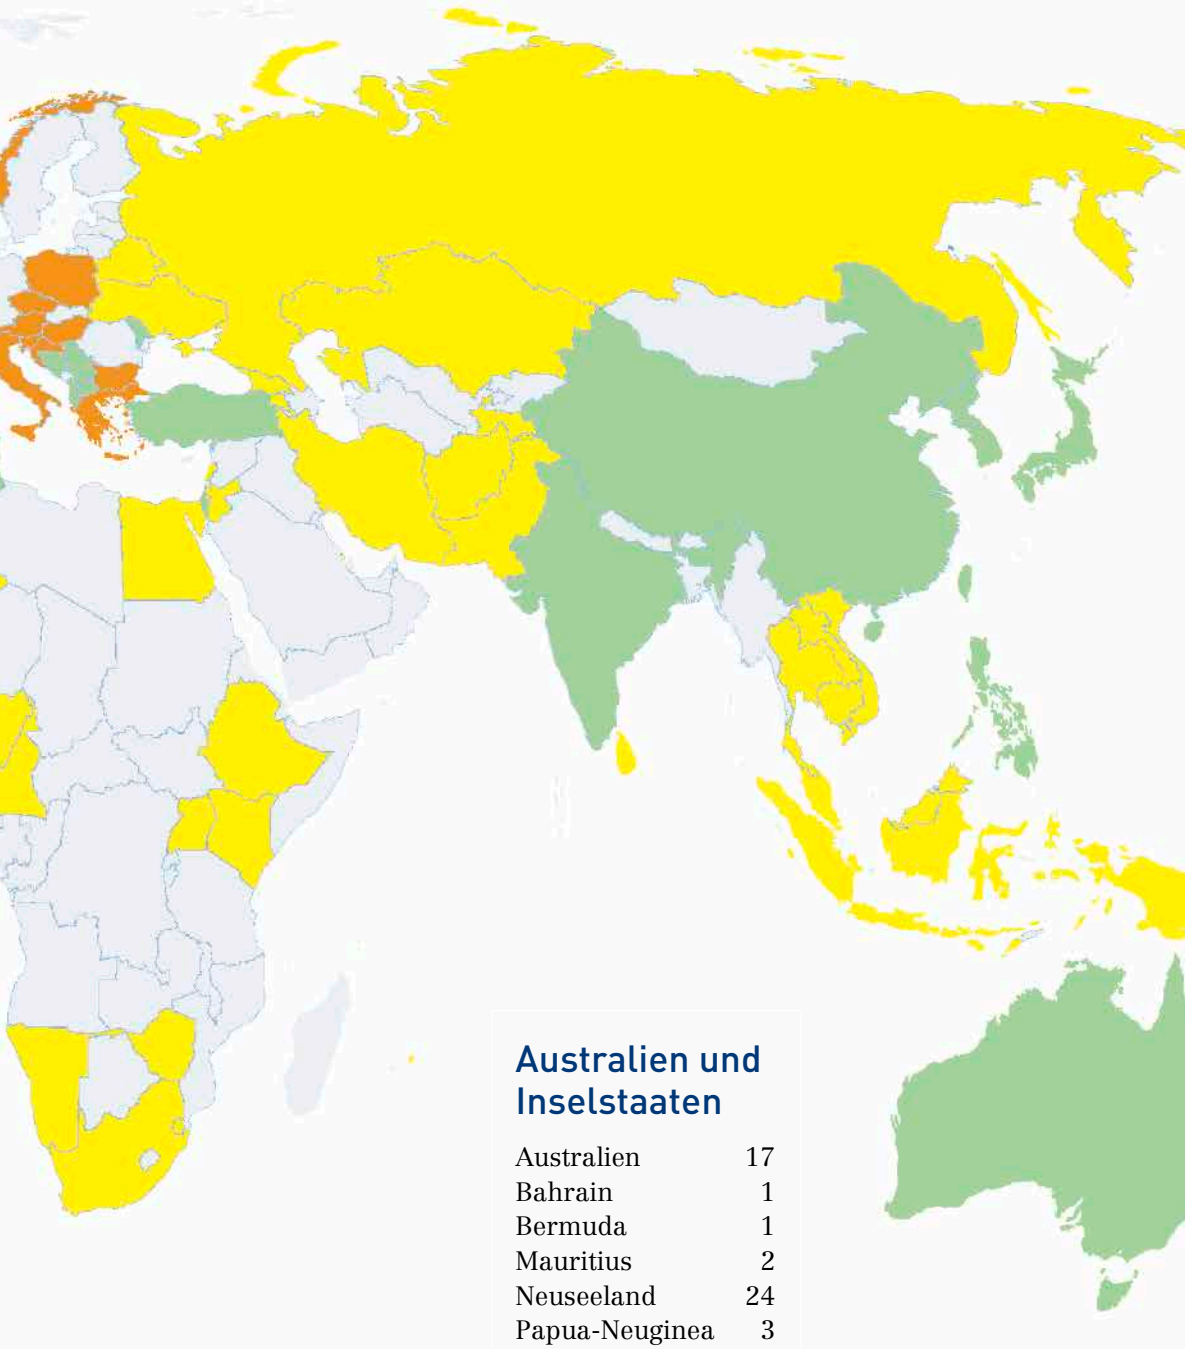 Australien und
Inselstaaten
Australien 17
Bahrain 1
Bermuda 1
Mauritius 2
Neuseeland 24
Papua-Neuginea 3